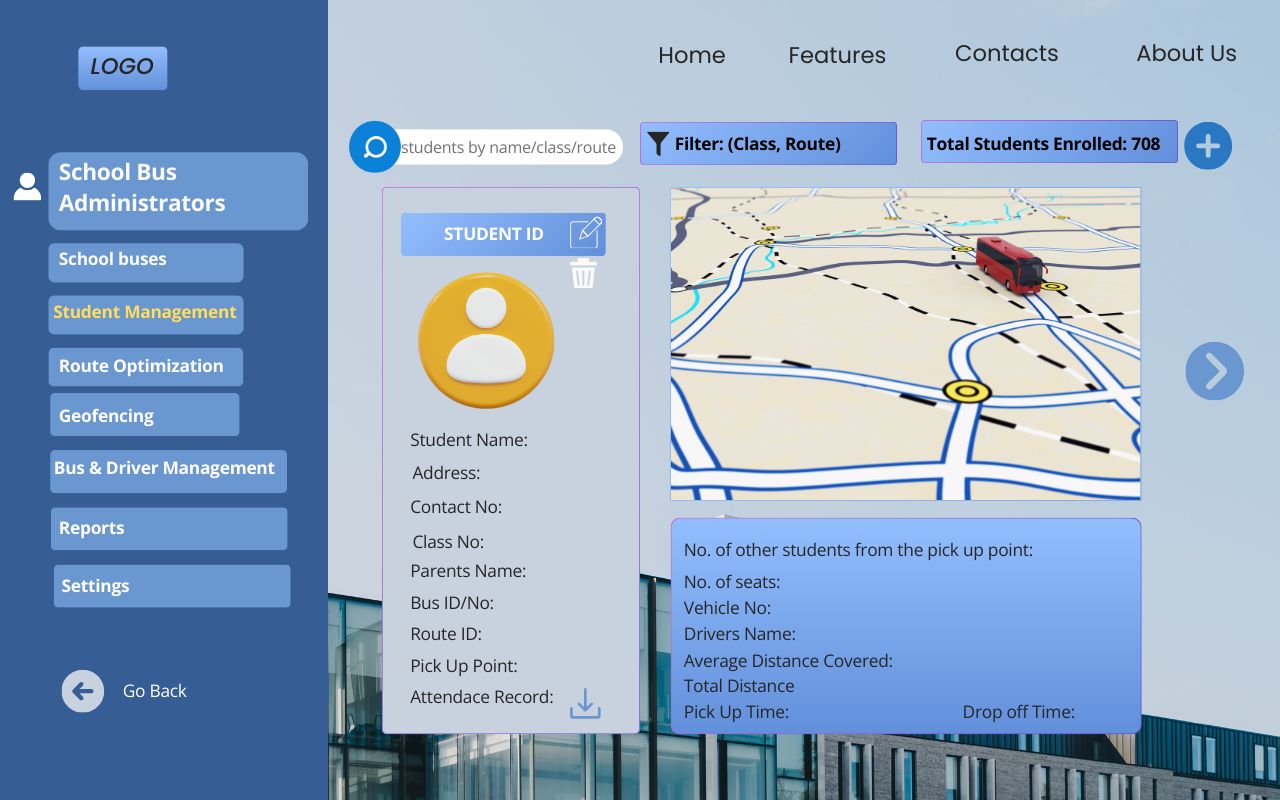 LOGO
Home
Features
Contacts
About Us
students by name/class/route
Filter: (Class, Route)
Total Students Enrolled: 708
School Bus
Administrators
School buses
Student Management
Route Optimization
Geofencing
Bus & Driver Management
Reports
Settings
Go Back
STUDENT ID
Student Name:
Address:
Contact No:
Class No:
Parents Name:
Bus ID/No:
Route ID:
Pick Up Point:
Attendace Record:
No. of other students from the pick up point:
No. of seats:
Vehicle No:
Drivers Name:
Average Distance Covered:
Total Distance
Pick Up Time:
Drop off Time: